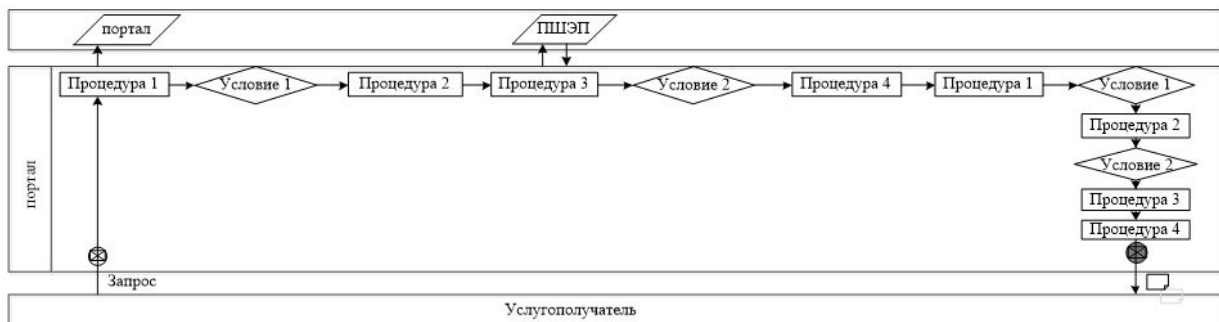 портал
ПШЭП
Процедура 1
Условие 1
Процедура 2
Процедура 3
Условие 2
Процедура 4
Процедура 1
Условие 1
Процедура 2
Условие 2
Процедура 3
Процедура 4
портал
Запрос
Услугополучатель